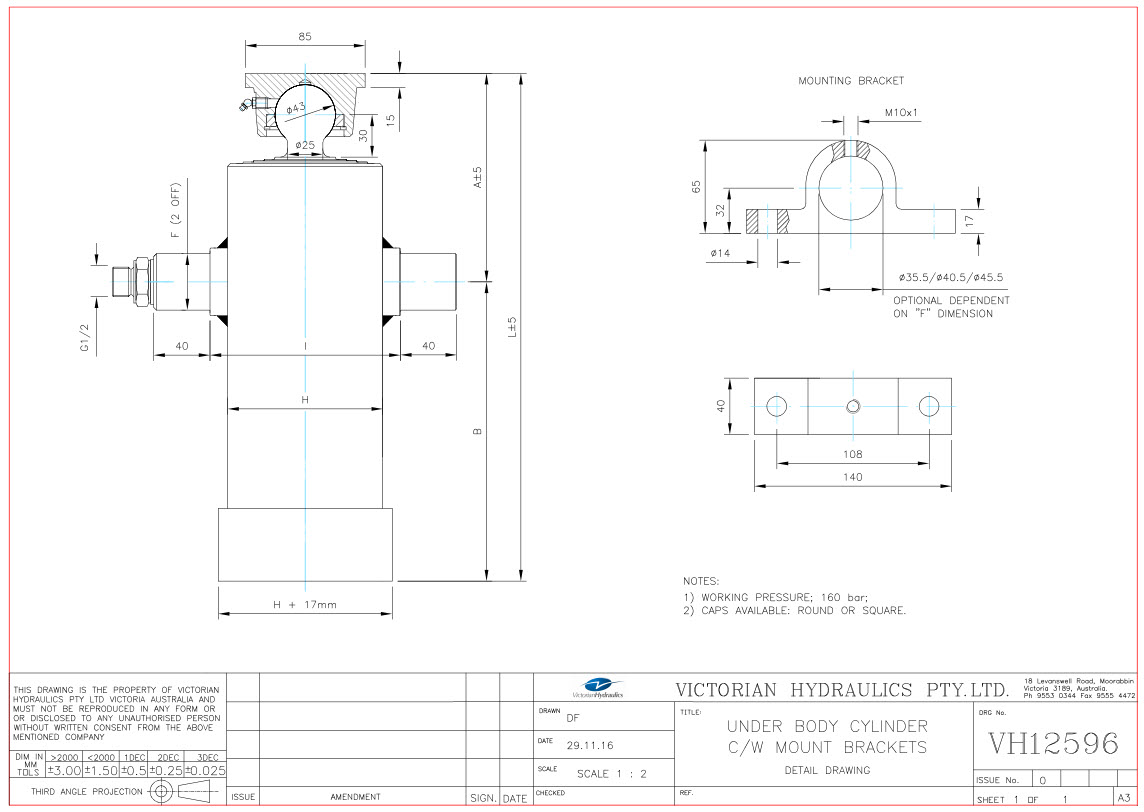 85
MOUNTING BRACKET
M10x1
ø43
15
30
ø25
A±5
65
32
17
F (2 OFF)
ø14
ø35.5/ø40.5/ø45.5
OPTIONAL DEPENDENT
ON "F" DIMENSION
G1/2
L±5
40
I
40
H
B
40
108
140
H + 17mm
NOTES:
1) WORKING PRESSURE; 160 bar;
2) CAPS AVAILABLE: ROUND OR SQUARE.
THIS DRAWING IS THE PROPERTY OF VICTORIAN
HYDRAULICS PTY LTD VICTORIA AUSTRALIA AND
MUST NOT BE REPRODUCED IN ANY FORM OR
OR DISCLOSED TO ANY UNAUTHORISED PERSON
WITHOUT WRITTEN CONSENT FROM THE ABOVE
MENTIONED COMPANY
DIM IN
MM
TOLS
>2000 <2000 1DEC 2DEC 3DEC
±3.00 ±1.50 ±0.5 ±0.25 ±0.025
THIRD ANGLE PROJECTION
ISSUE AMENDMENT SIGN. DATE
VictorianHydraulics
VICTORIAN HYDRAULICS PTY.LTD.
18 Levanswell Road, Moorabbin
Victoria 3189, Australia.
Ph 9553 0344 Fax 9555 4472
DRAWN DF
DATE 29.11.16
SCALE SCALE 1 : 2
CHECKED
TITLE:
UNDER BODY CYLINDER
C/W MOUNT BRACKETS
DETAIL DRAWING
REF.
DRG No.
VH12596
ISSUE No. 0
SHEET 1 OF 1
A3